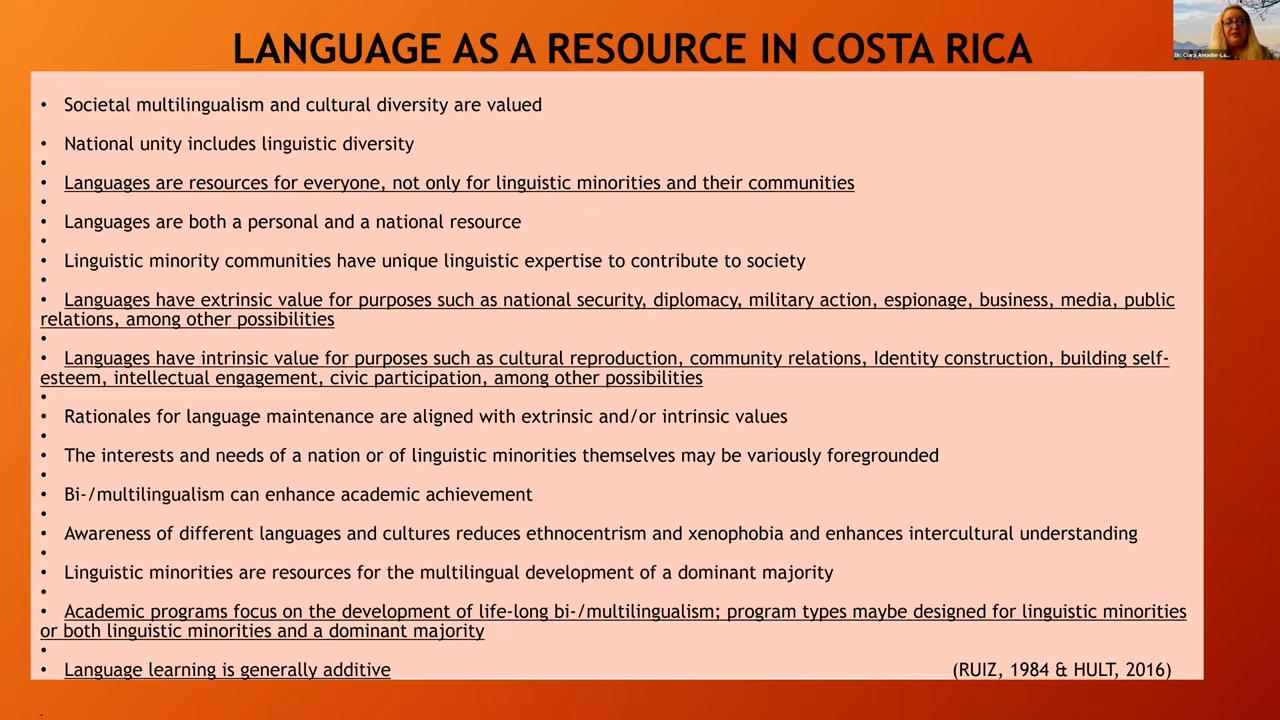 LANGUAGE AS A RESOURCE IN COSTA RICA
Dr. Clara Amador-La...
• Societal multilingualism and cultural diversity are valued
• National unity includes linguistic diversity
•
• Languages are resources for everyone, not only for linguistic minorities and their communities
•
• Languages are both a personal and a national resource
•
• Linguistic minority communities have unique linguistic expertise to contribute to society
•
• Languages have extrinsic value for purposes such as national security, diplomacy, military action, espionage, business, media, public
relations, among other possibilities
•
• Languages have intrinsic value for purposes such as cultural reproduction, community relations, Identity construction, building self-
esteem, intellectual engagement, civic participation, among other possibilities
•
• Rationales for language maintenance are aligned with extrinsic and/or intrinsic values
•
• The interests and needs of a nation or of linguistic minorities themselves may be variously foregrounded
•
• Bi-/multilingualism can enhance academic achievement
•
• Awareness of different languages and cultures reduces ethnocentrism and xenophobia and enhances intercultural understanding
•
• Linguistic minorities are resources for the multilingual development of a dominant majority
•
• Academic programs focus on the development of life-long bi-/multilingualism; program types maybe designed for linguistic minorities
or both linguistic minorities and a dominant majority
•
• Language learning is generally additive (RUIZ, 1984 & HULT, 2016)